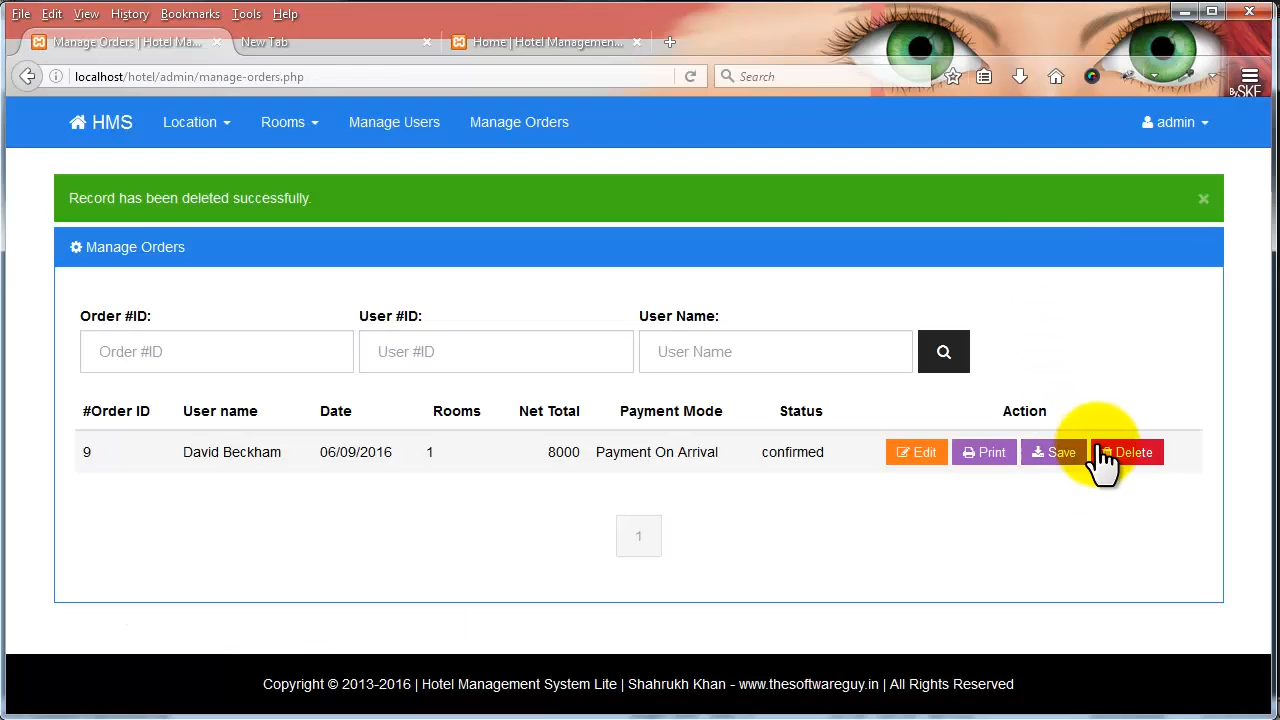 File Edit View History Bookmarks Tools Help
Manage Orders | Hotel Ma... New Tab Home | Hotel Managemen...
localhost/hotel/admin/manage-orders.php Search
By SKF
HMS Location Rooms Manage Users Manage Orders admin
Record has been deleted successfully.
Manage Orders
Order #ID: User #ID: User Name:
Order #ID User #ID User Name
#Order ID User name Date Rooms Net Total Payment Mode Status Action
9 David Beckham 06/09/2016 1 8000 Payment On Arrival confirmed Edit Print Save Delete
1
Copyright © 2013-2016 | Hotel Management System Lite | Shahrukh Khan - www.thesoftwareguy.in | All Rights Reserved